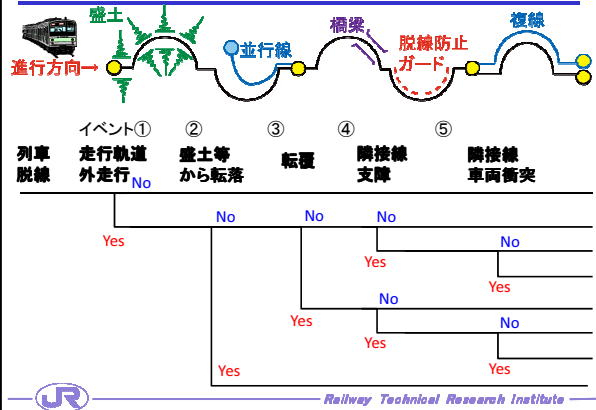 盛土
進行方向→
並行線
橋梁
脱線防止
ガード
複線
イベント① ② ③ ④ ⑤
列車
脱線
走行軌道
外走行
盛土等
から転落
転覆
隣接線
支障
隣接線
車両衝突
No
No
No
No
Yes
No
Yes
Yes
No
Yes
No
Yes
Yes
Yes
JR
Railway Technical Research Institute